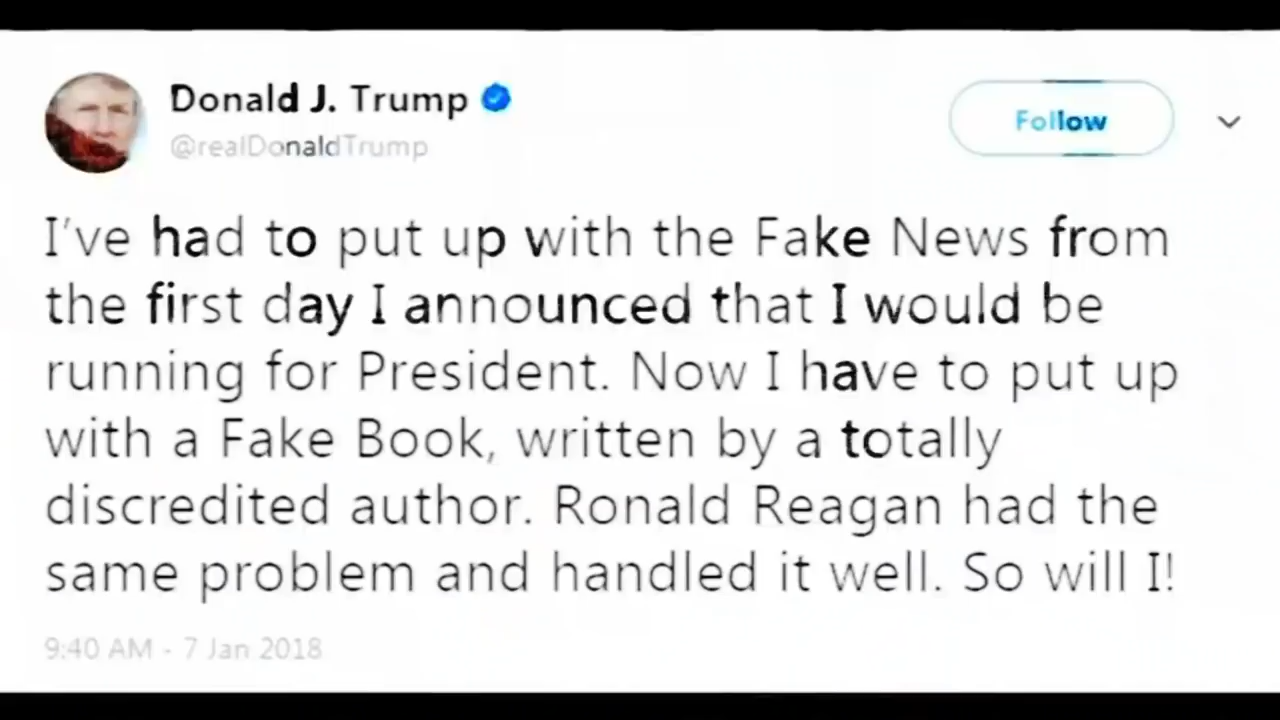 Donald J. Trump
@realDonaldTrump
Follow
I've had to put up with the Fake News from
the first day I announced that I would be
running for President. Now I have to put up
with a Fake Book, written by a totally
discredited author. Ronald Reagan had the
same problem and handled it well. So will I!
9:40 AM - 7 Jan 2018